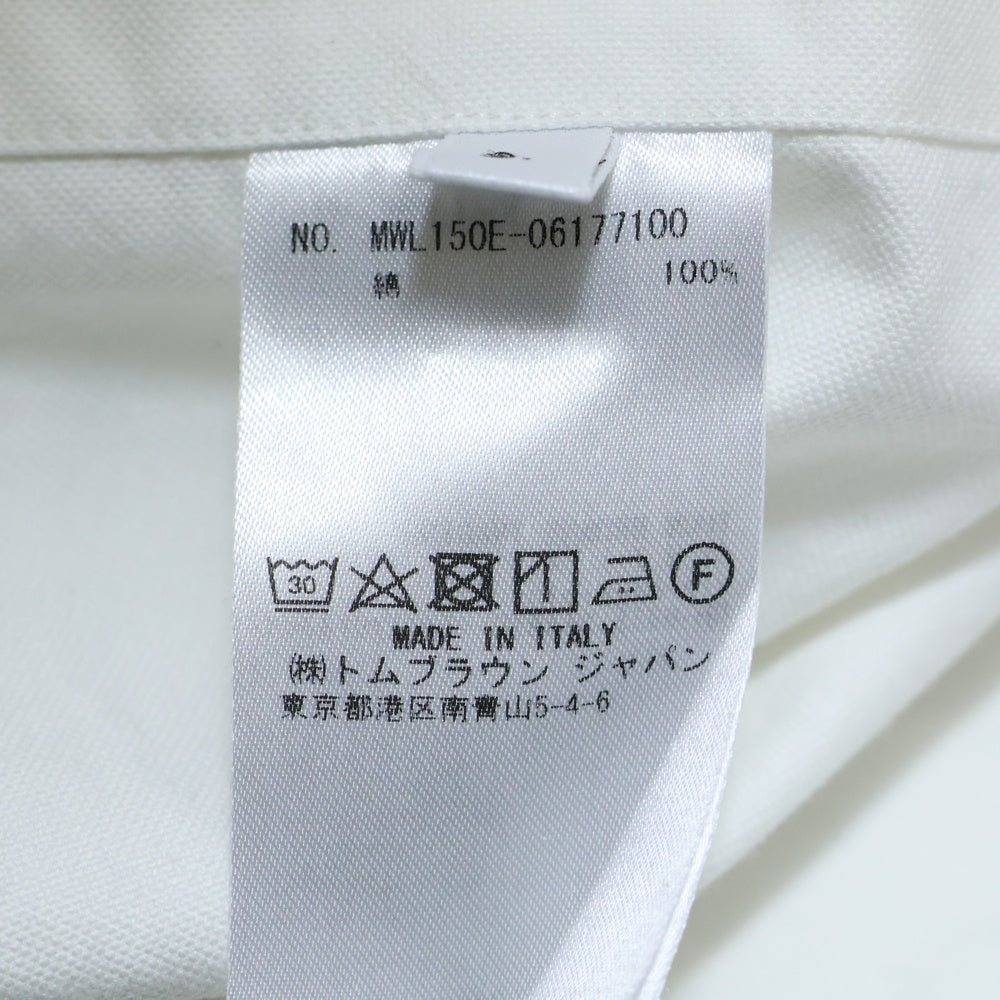 NO. MWL150E-06177100
綿 100%
30 F
MADE IN ITALY
(株)トムブラウン ジャパン
東京都港区南青山5-4-6